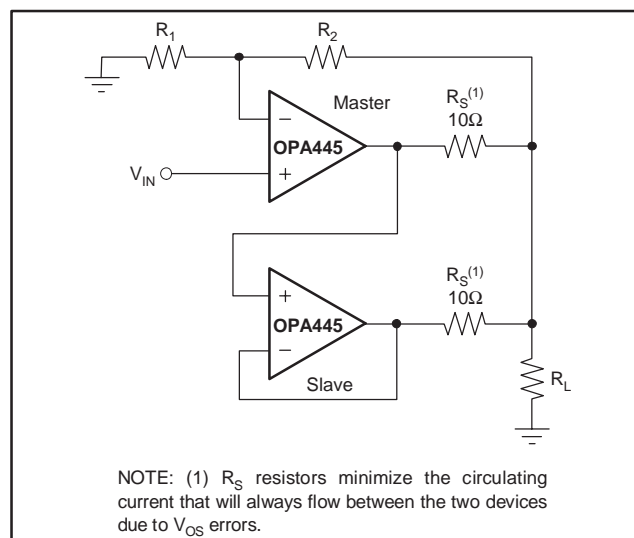 R1
R2
Master
RS(1)
10Ω
−
OPA445
+
VIN
RS(1)
10Ω
+
OPA445
−
Slave
RL
NOTE: (1) RS resistors minimize the circulating
current that will always flow between the two devices
due to VOS errors.